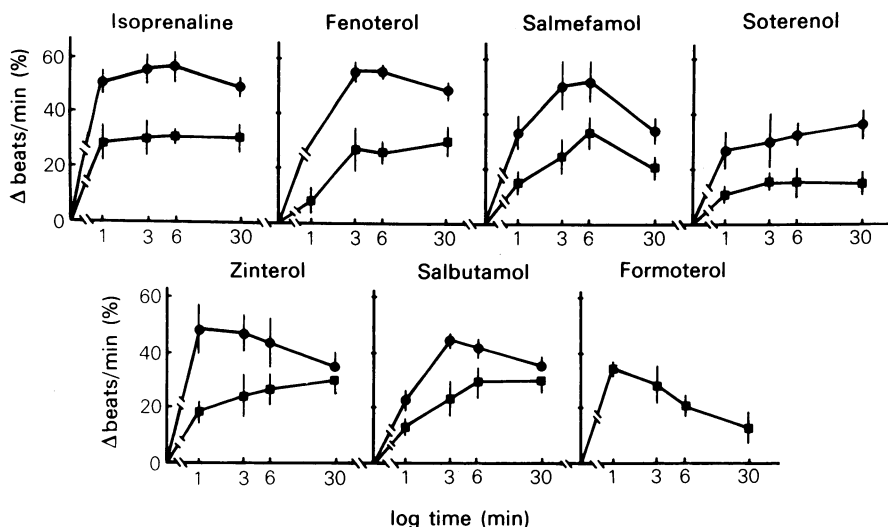 Isoprenaline Fenoterol Salmefamol Soterenol
Δ beats/min (%)
60
40
20
0
1 3 6 30 1 3 6 30 1 3 6 30 1 3 6 30
Zinterol Salbutamol Formoterol
Δ beats/min (%)
60
40
20
0
1 3 6 30 1 3 6 30 1 3 6 30
log time (min)